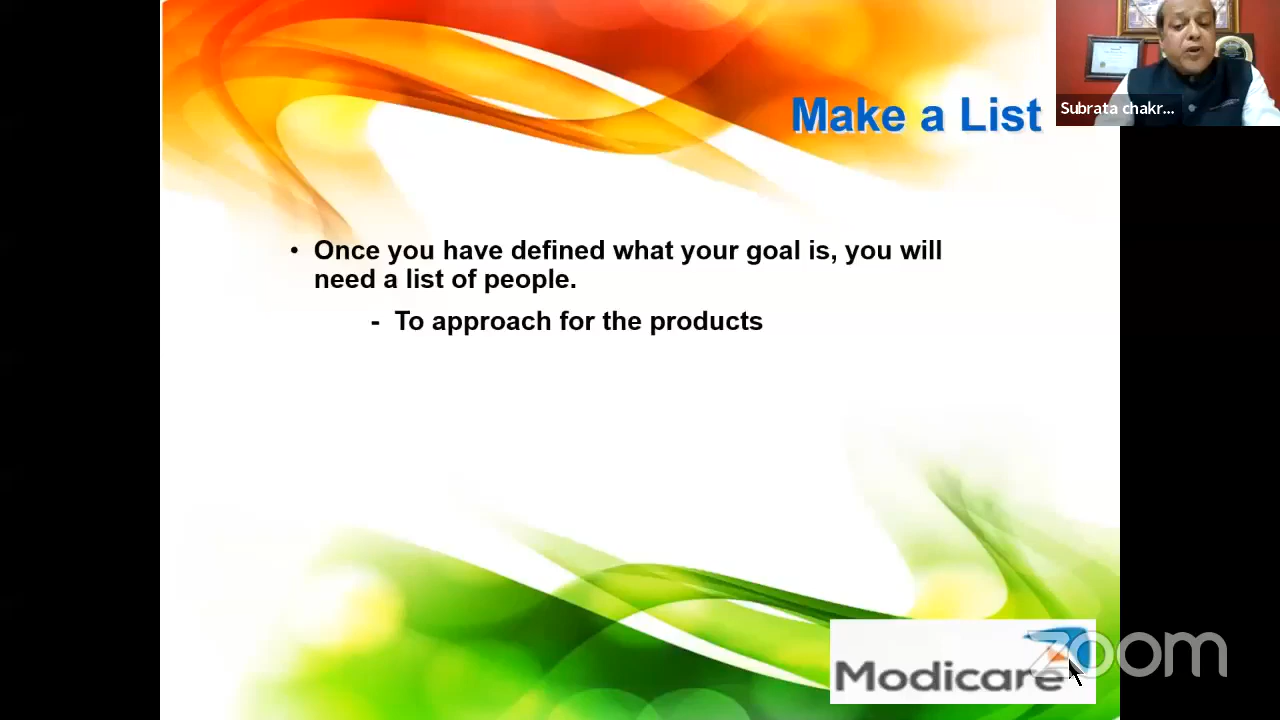 Make a List
Subrata chakr...
• Once you have defined what your goal is, you will
need a list of people.
- To approach for the products
Modicare
zoom